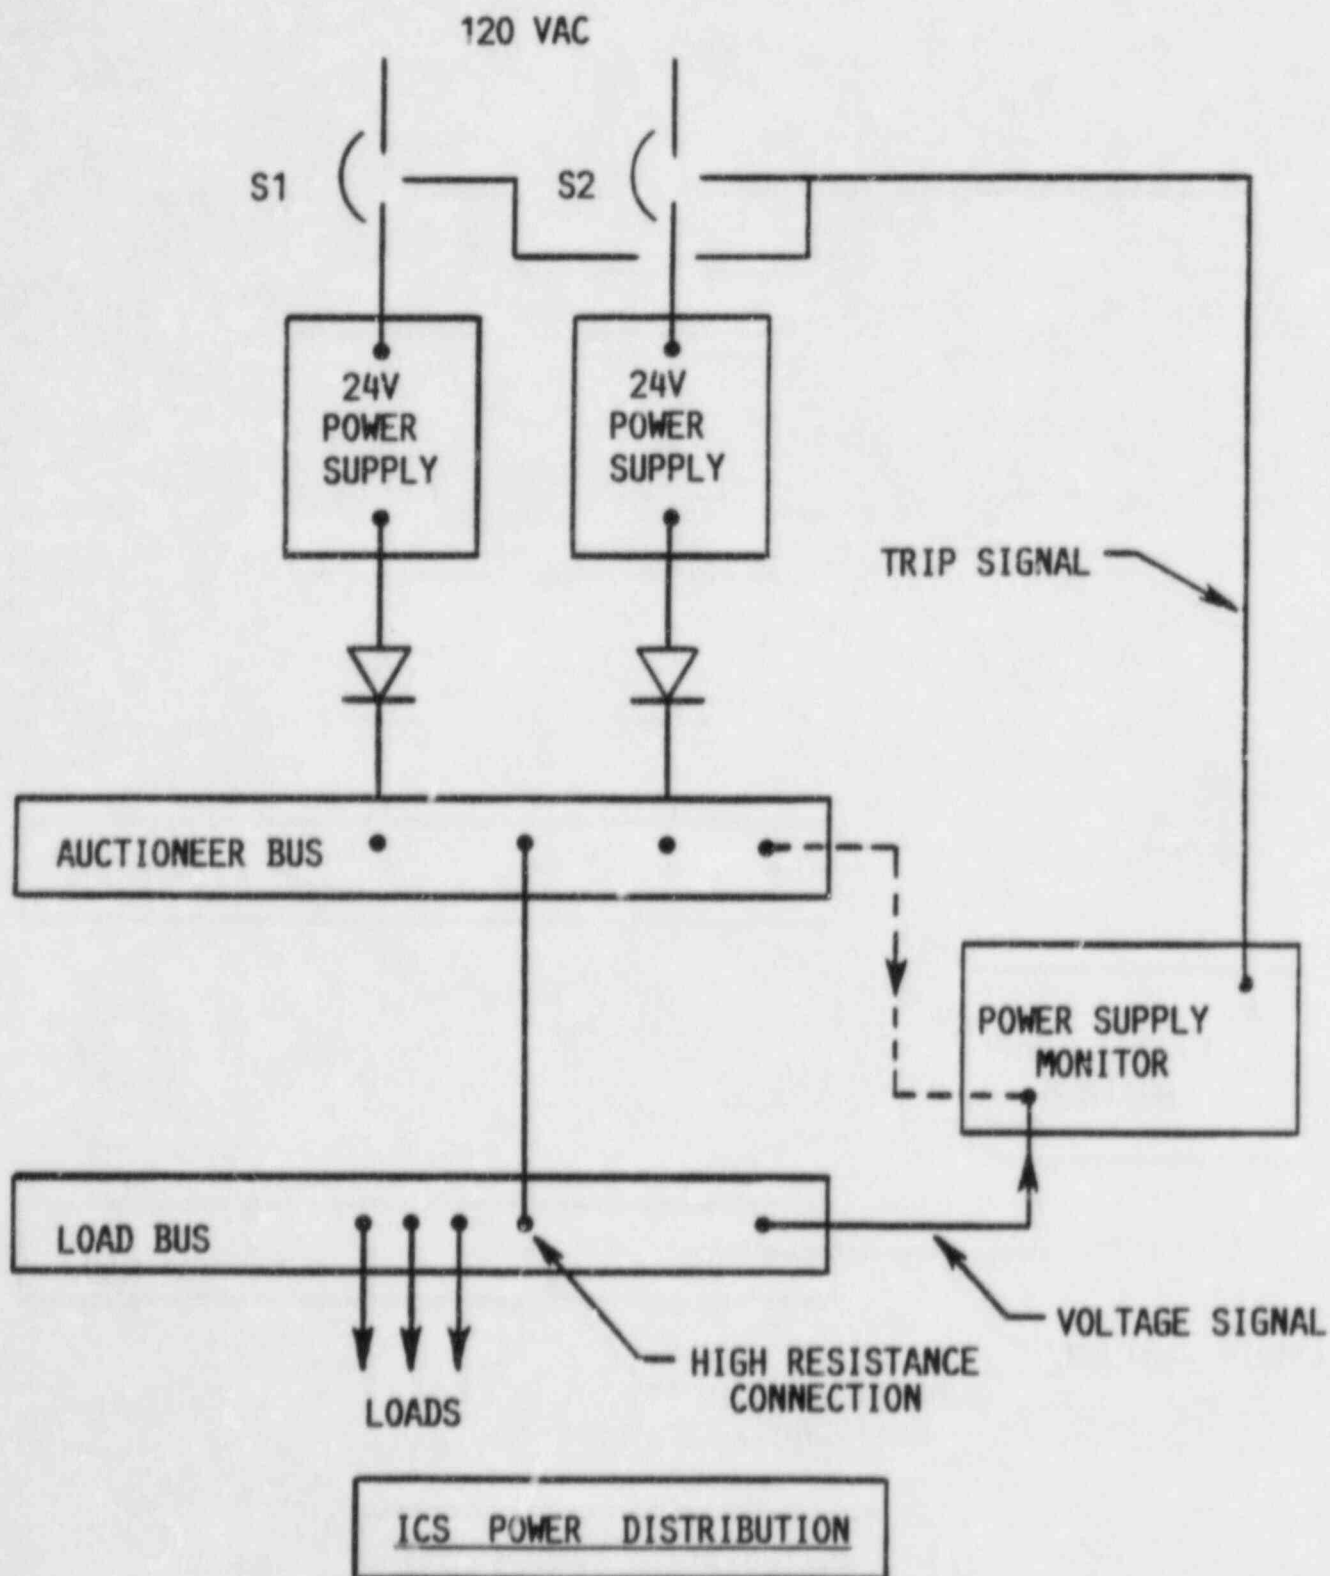 120 VAC
S1
S2
24V
POWER
SUPPLY
24V
POWER
SUPPLY
TRIP SIGNAL
AUCTIONEER BUS
POWER SUPPLY
MONITOR
LOAD BUS
VOLTAGE SIGNAL
HIGH RESISTANCE
CONNECTION
LOADS
ICS POWER DISTRIBUTION